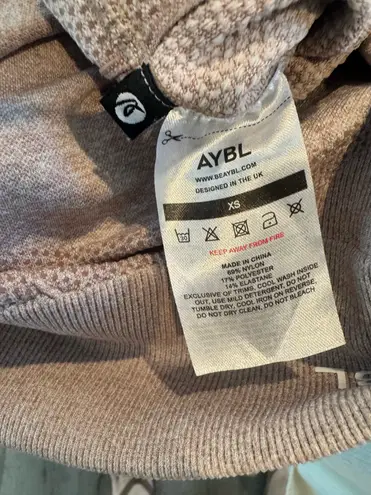 AYBL
WWW.BEAYBL.COM
DESIGNED IN THE UK
XS
KEEP AWAY FROM FIRE
MADE IN CHINA
69% NYLON
17% POLYESTER
14% ELASTANE
EXCLUSIVE OF TRIMS, COOL WASH INSIDE
OUT, USE MILD DETERGENT, DO NOT
TUMBLE DRY, COOL IRON ON-REVERSE,
DO NOT DRY CLEAN, DO NOT BLEACH